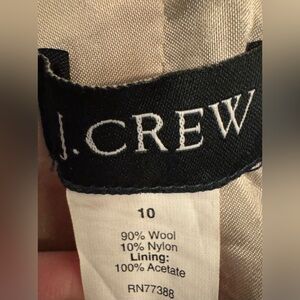 J.CREW
10
90% Wool
10% Nylon
Lining:
100% Acetate
RN77388